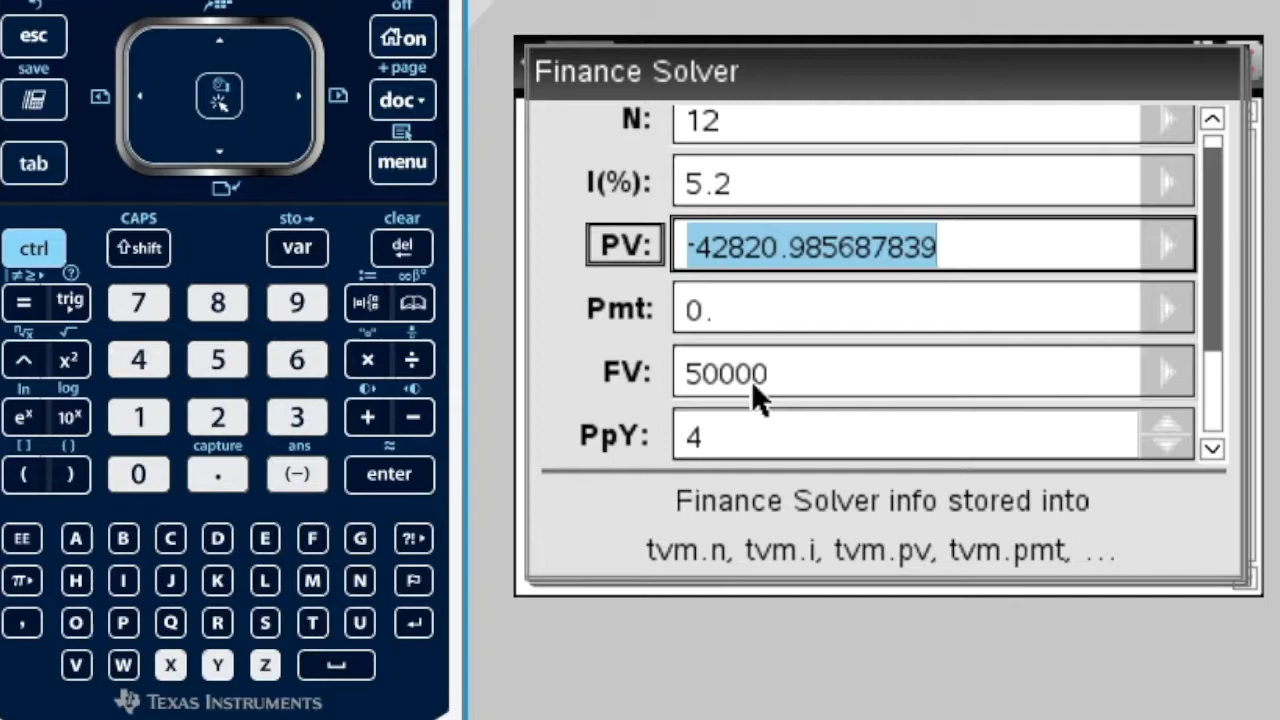 off
esc
on
save
+ page
doc
tab
menu
CAPS
sto→
clear
ctrl
⇧shift
var
del
|≠≥▸
?
:=
∞β°
=
trig
7
8
9
|□|{
ⁿ√x
√
"☺"
^
x²
4
5
6
×
÷
ln
log
eˣ
10ˣ
1
2
3
+
−
[ ]
{ }
capture
ans
≈
(
)
0
.
(−)
enter
EE
A
B
C
D
E
F
G
?!▸
π▸
H
I
J
K
L
M
N
,
O
P
Q
R
S
T
U
↵
V
W
X
Y
Z
TEXAS INSTRUMENTS
Finance Solver
N: 12
I(%): 5.2
PV: -42820.985687839
Pmt: 0.
FV: 50000
PpY: 4
Finance Solver info stored into
tvm.n, tvm.i, tvm.pv, tvm.pmt, ...